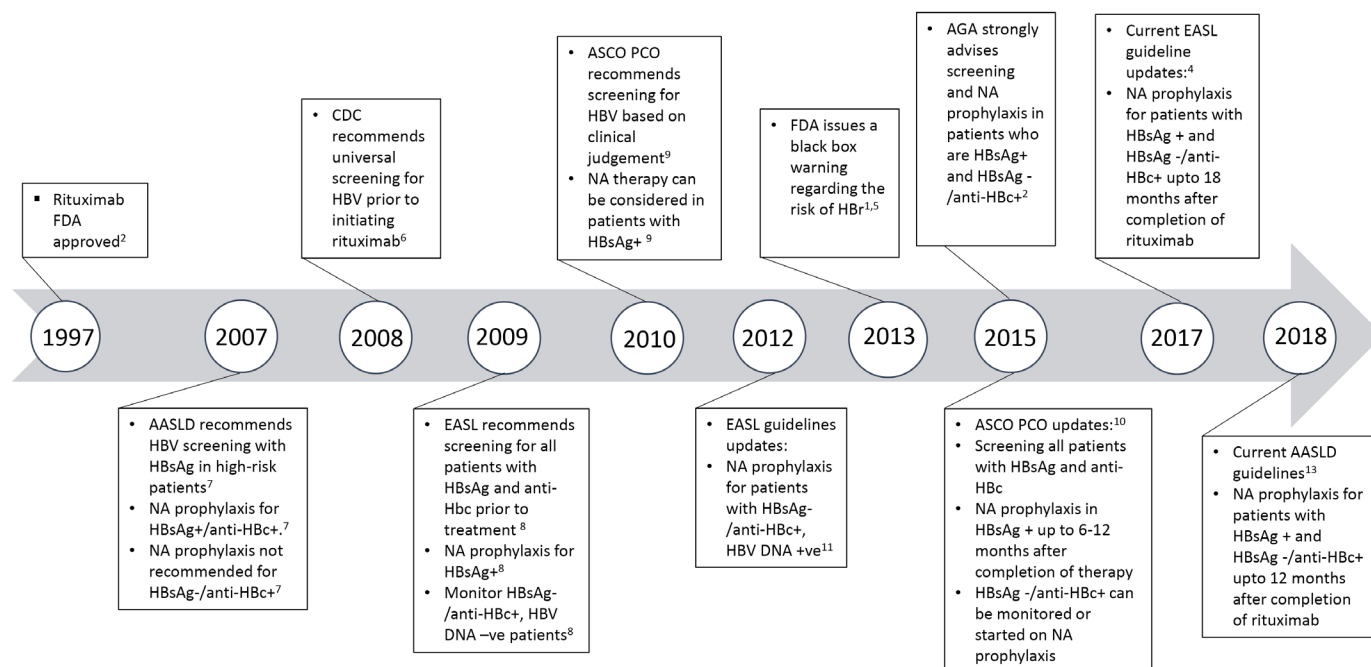 ▪ Rituximab
FDA
approved²
• CDC
recommends
universal
screening for
HBV prior to
initiating
rituximab⁶
• ASCO PCO
recommends
screening for
HBV based on
clinical
judgement⁹
• NA therapy can
be considered in
patients with
HBsAg+ ⁹
• FDA issues a
black box
warning
regarding the
risk of HBr¹,⁵
• AGA strongly
advises
screening
and NA
prophylaxis in
patients who
are HBsAg+
and HBsAg -
/anti-HBc+²
• Current EASL
guideline
updates:⁴
• NA prophylaxis
for patients with
HBsAg + and
HBsAg -/anti-
HBc+ upto 18
months after
completion of
rituximab
1997
2007
2008
2009
2010
2012
2013
2015
2017
2018
• AASLD recommends
HBV screening with
HBsAg in high-risk
patients⁷
• NA prophylaxis for
HBsAg+/anti-HBc+.⁷
• NA prophylaxis not
recommended for
HBsAg-/anti-HBc+⁷
• EASL recommends
screening for all
patients with
HBsAg and anti-
Hbc prior to
treatment ⁸
• NA prophylaxis for
HBsAg+⁸
• Monitor HBsAg-
/anti-HBc+, HBV
DNA –ve patients⁸
• EASL guidelines
updates:
• NA prophylaxis
for patients
with HBsAg-
/anti-HBc+,
HBV DNA +ve¹¹
• ASCO PCO updates:¹⁰
• Screening all patients
with HBsAg and anti-
HBc
• NA prophylaxis in
HBsAg + up to 6-12
months after
completion of therapy
• HBsAg -/anti-HBc+ can
be monitored or
started on NA
prophylaxis
• Current AASLD
guidelines¹³
• NA prophylaxis for
patients with
HBsAg + and
HBsAg -/anti-HBc+
upto 12 months
after completion
of rituximab